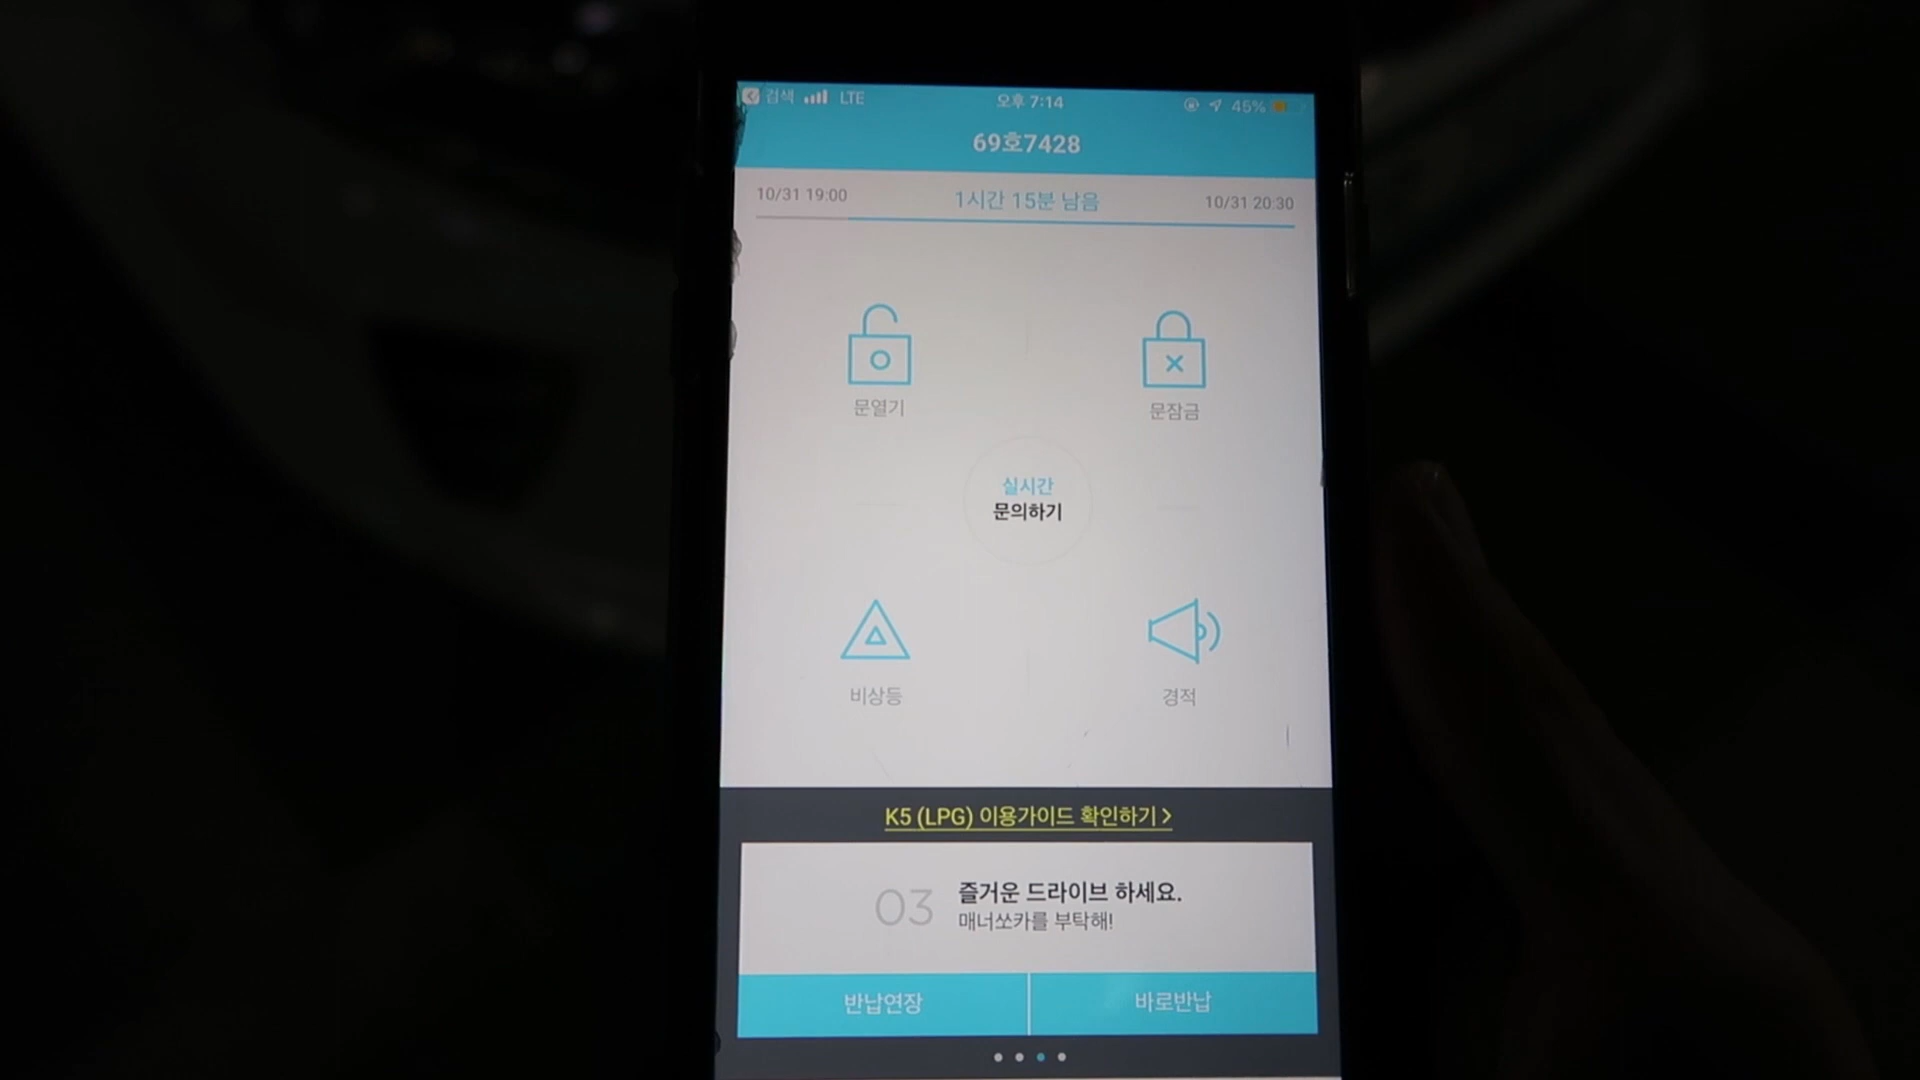 검색 LTE 오후 7:14 45%
69호7428
10/31 19:00 1시간 15분 남음 10/31 20:30
문열기 문잠금
실시간
문의하기
비상등 경적
K5 (LPG) 이용가이드 확인하기 >
03 즐거운 드라이브 하세요.
매너쏘카를 부탁해!
반납연장 바로반납